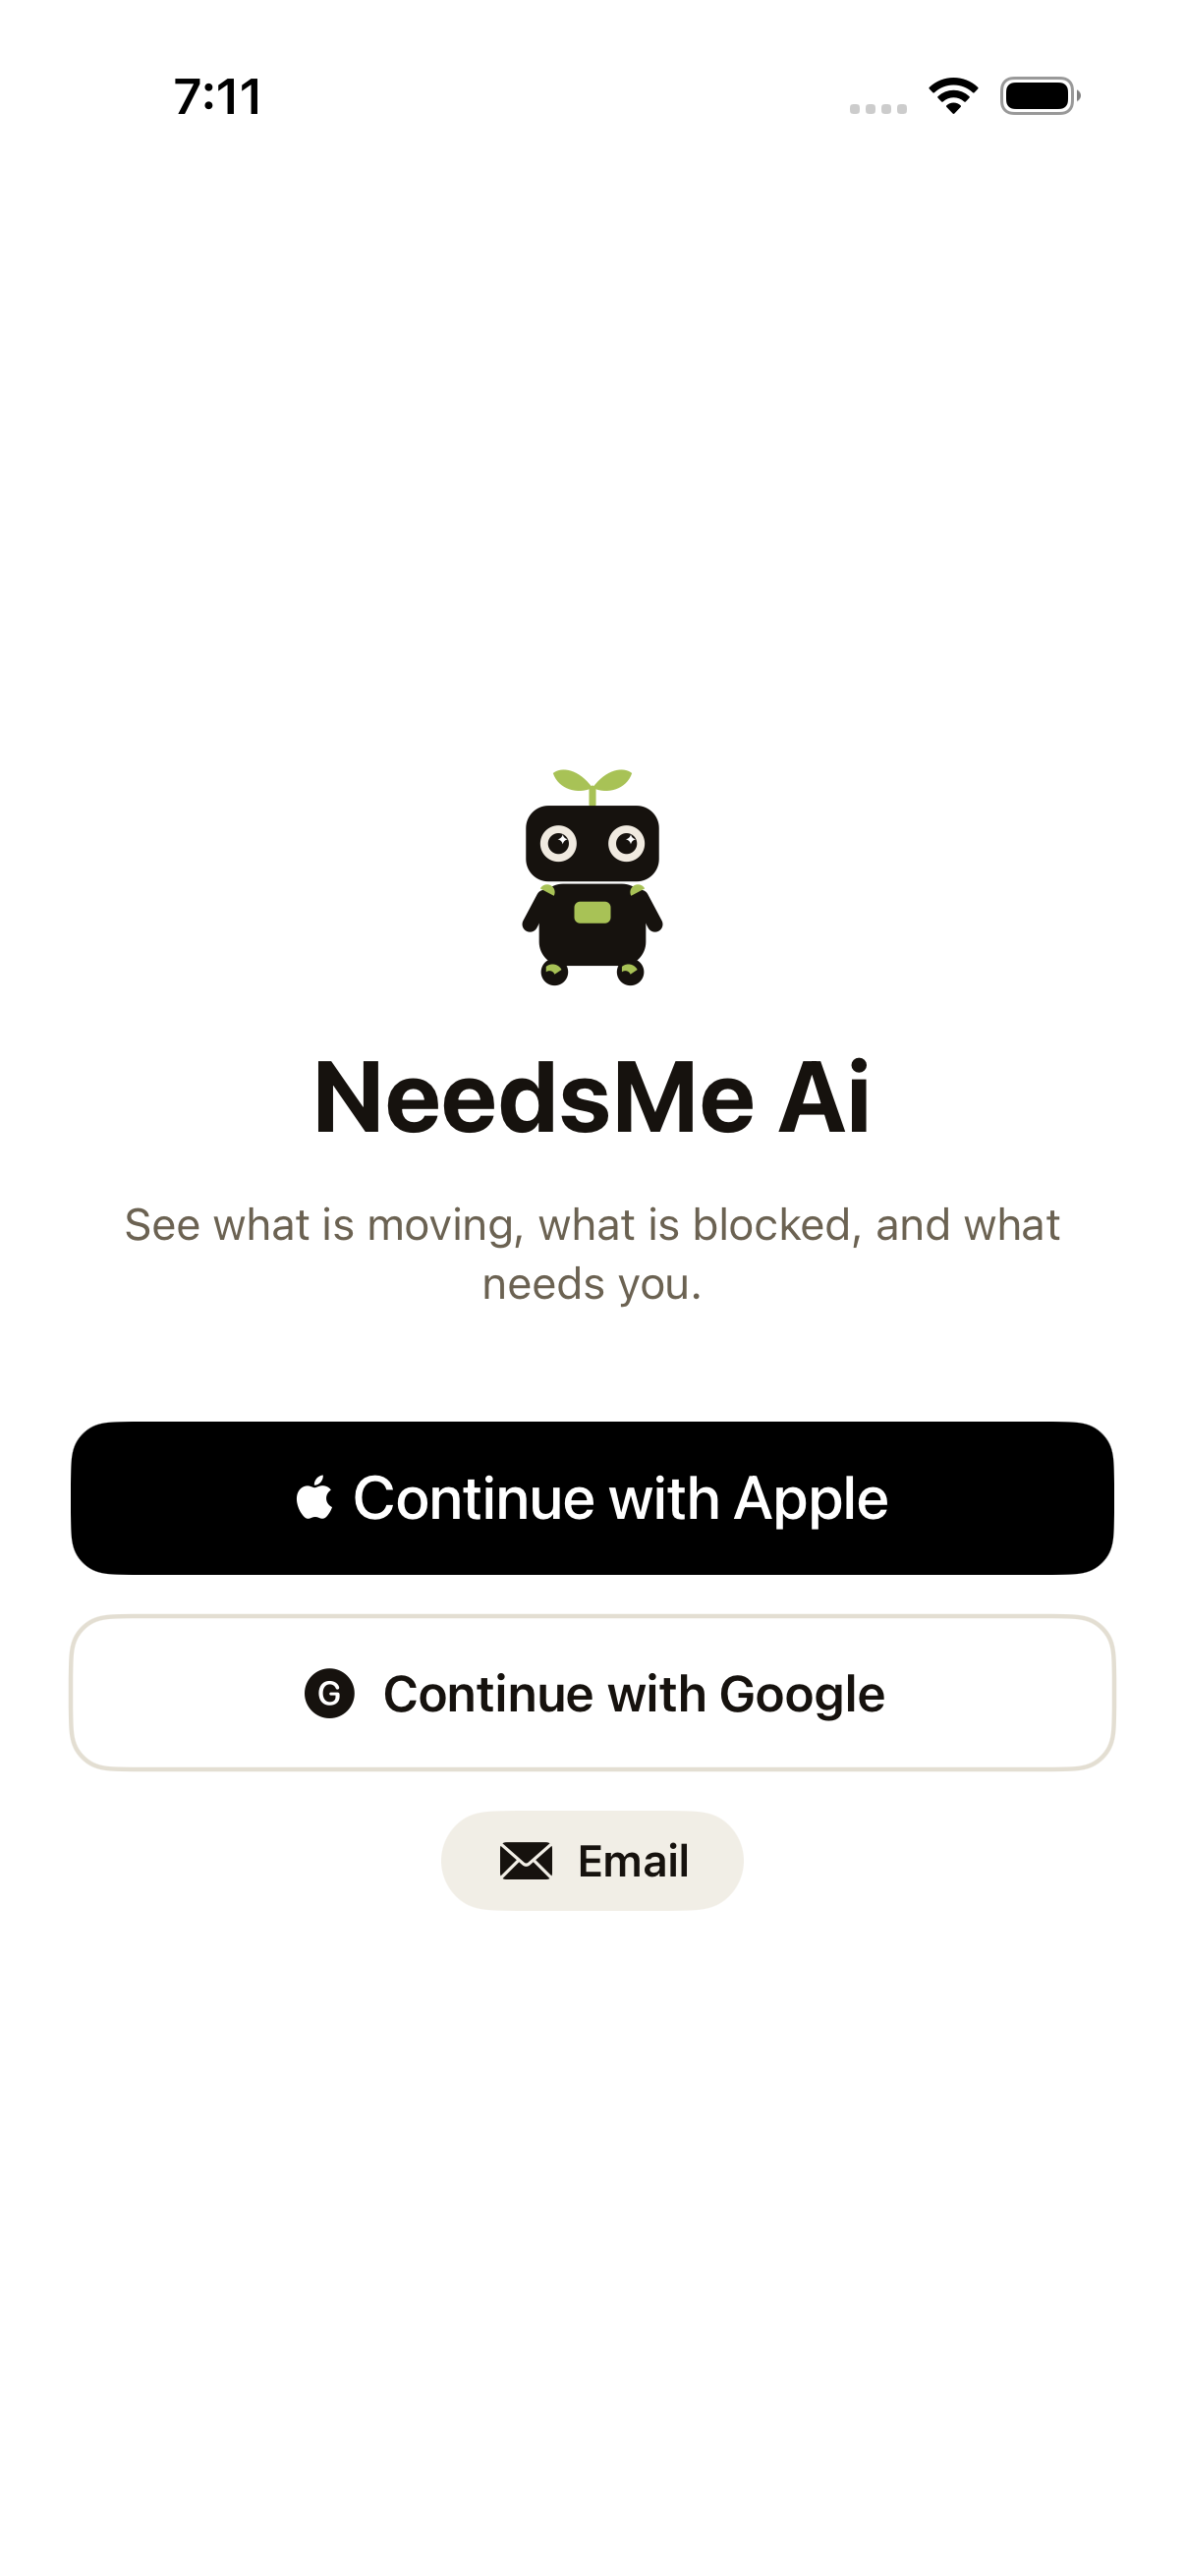 7:11
NeedsMe Ai
See what is moving, what is blocked, and what
needs you.
Continue with Apple
G Continue with Google
Email